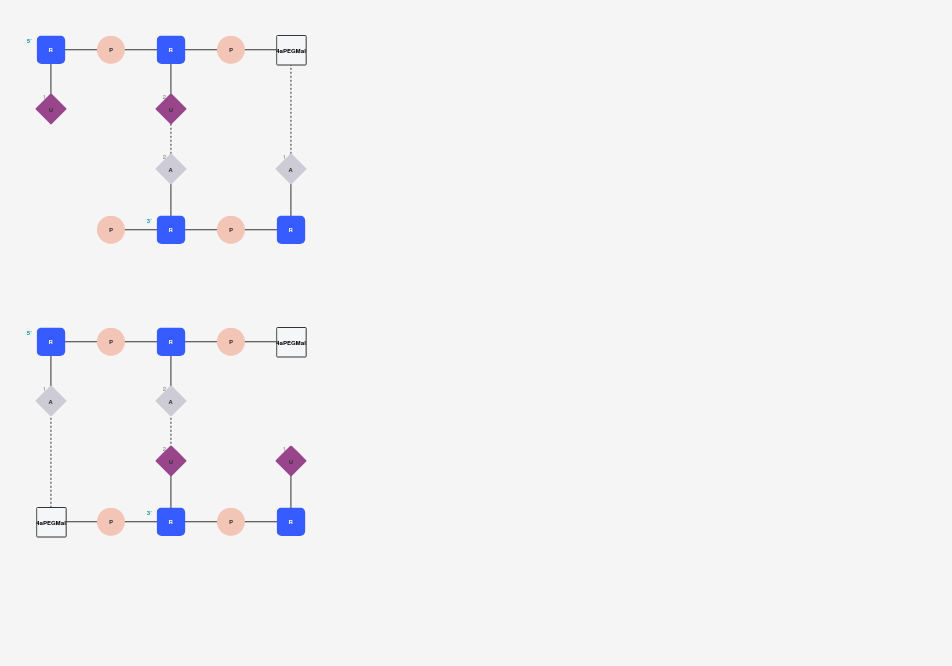 5' R P R P 4aPEGMal
1 U 2 U
2 A 1 A
P 3' R P R
5' R P R P 4aPEGMal
1 A 2 A
2 U 1 U
4aPEGMal P 3' R P R